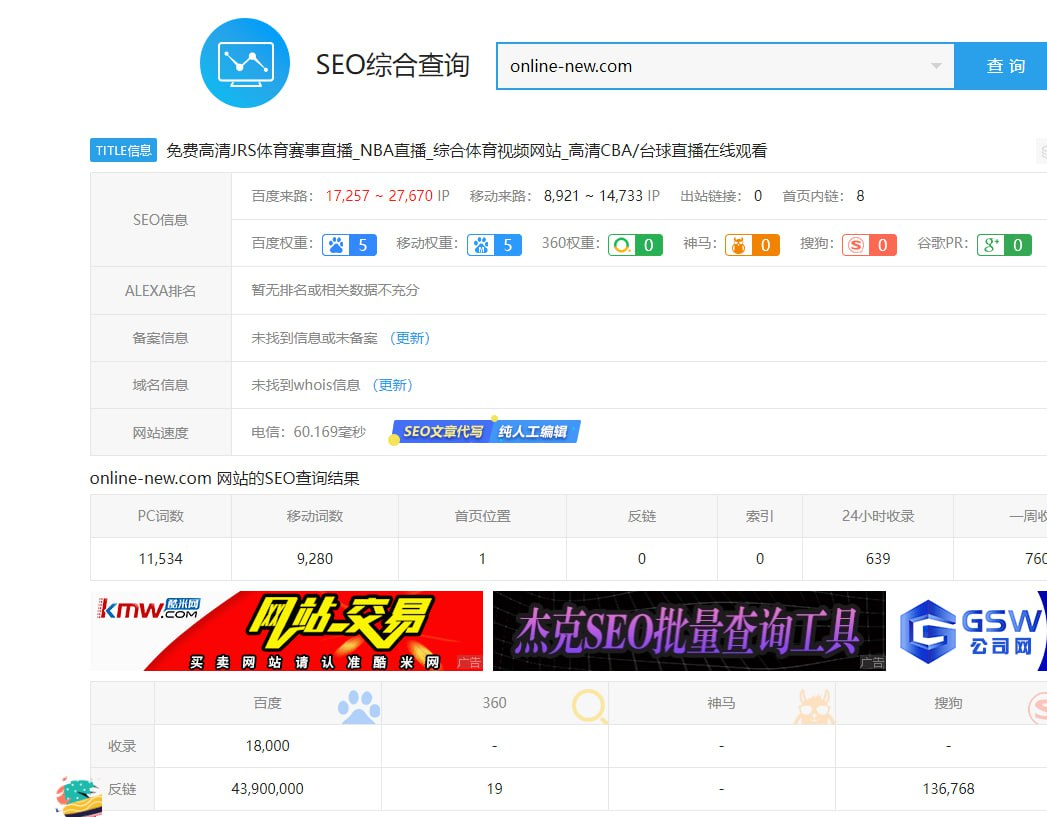 SEO综合查询
online-new.com
查 询
TITLE信息 免费高清JRS体育赛事直播_NBA直播_综合体育视频网站_高清CBA/台球直播在线观看
SEO信息
百度来路： 17,257 ~ 27,670 IP 移动来路： 8,921 ~ 14,733 IP 出站链接： 0 首页内链： 8
百度权重： 5 移动权重： 5 360权重： 0 神马： 0 搜狗： 0 谷歌PR： 0
ALEXA排名 暂无排名或相关数据不充分
备案信息 未找到信息或未备案 （更新）
域名信息 未找到whois信息 （更新）
网站速度 电信：60.169毫秒 SEO文章代写 纯人工编辑
online-new.com 网站的SEO查询结果
PC词数 移动词数 首页位置 反链 索引 24小时收录 一周收
11,534 9,280 1 0 0 639 760
KMW.COM 酷米网
网站交易
买卖网站请认准酷米网
广告
杰克SEO批量查询工具
广告
GSW
公司网
百度 360 神马 搜狗
收录 18,000 - - -
反链 43,900,000 19 - 136,768